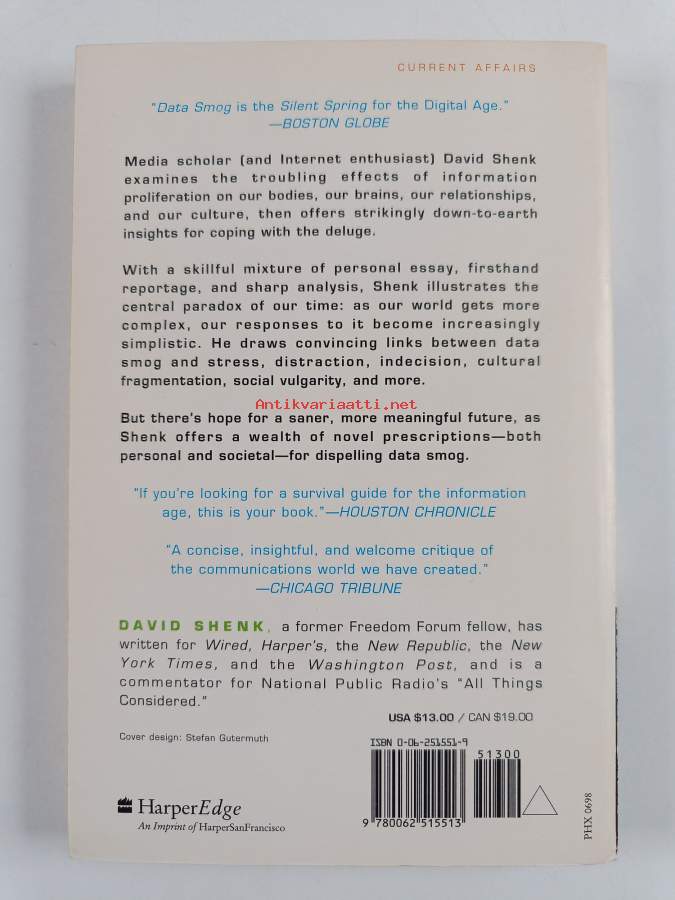 CURRENT AFFAIRS
"Data Smog is the Silent Spring for the Digital Age."
—BOSTON GLOBE
Media scholar (and Internet enthusiast) David Shenk
examines the troubling effects of information
proliferation on our bodies, our brains, our relationships,
and our culture, then offers strikingly down-to-earth
insights for coping with the deluge.
With a skillful mixture of personal essay, firsthand
reportage, and sharp analysis, Shenk illustrates the
central paradox of our time: as our world gets more
complex, our responses to it become increasingly
simplistic. He draws convincing links between data
smog and stress, distraction, indecision, cultural
fragmentation, social vulgarity, and more.
Antikvariaatti.net
But there's hope for a saner, more meaningful future, as
Shenk offers a wealth of novel prescriptions—both
personal and societal—for dispelling data smog.
"If you're looking for a survival guide for the information
age, this is your book."—HOUSTON CHRONICLE
"A concise, insightful, and welcome critique of
the communications world we have created."
—CHICAGO TRIBUNE
DAVID SHENK, a former Freedom Forum fellow, has
written for Wired, Harper's, the New Republic, the New
York Times, and the Washington Post, and is a
commentator for National Public Radio's "All Things
Considered."
USA $13.00 / CAN $19.00
Cover design: Stefan Gutermuth
ISBN 0-06-251551-9
51300
9 780062 515513
HarperEdge
An Imprint of HarperSanFrancisco
PHX 0698